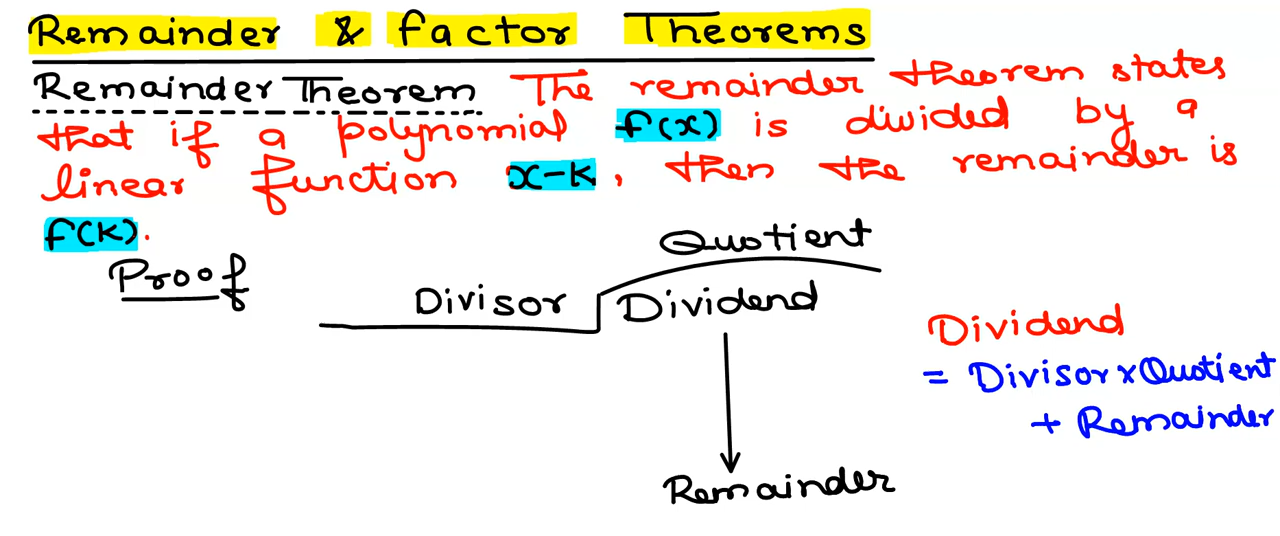 Remainder & Factor Theorems
Remainder Theorem The remainder theorem states
that if a polynomial f(x) is divided by a
linear function x-k, then the remainder is
f(k).
Proof
Quotient
Divisor Dividend
Remainder
Dividend
= Divisor x Quotient
+ Remainder